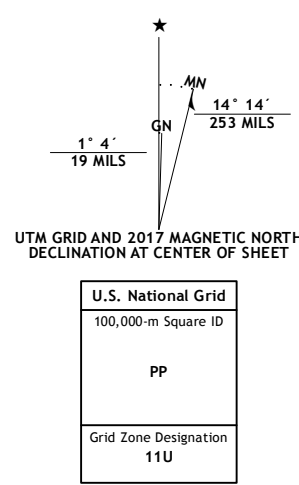 ★
MN
GN
14° 14´
253 MILS
1° 4´
19 MILS
UTM GRID AND 2017 MAGNETIC NORTH
DECLINATION AT CENTER OF SHEET
U.S. National Grid
100,000-m Square ID
PP
Grid Zone Designation
11U